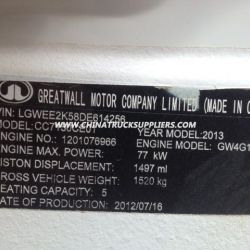 GREATWALL MOTOR COMPANY LIMITED (MADE IN C
VIN: LGWEE2K58DE614256
WWW.CHINATRUCKSUPPLIERS.COM
YEAR MODEL:2013
ENGINE NO.: 1201076966
ENGINE: GW4G1
ENGINE MAX. POWER: 77 kW
PISTON DISPLACEMENT: 1497 ml
GROSS VEHICLE WEIGHT: 1520 kg
SEATING CAPACITY: 5
DATE OF PRODUCTION: 2012/07/16